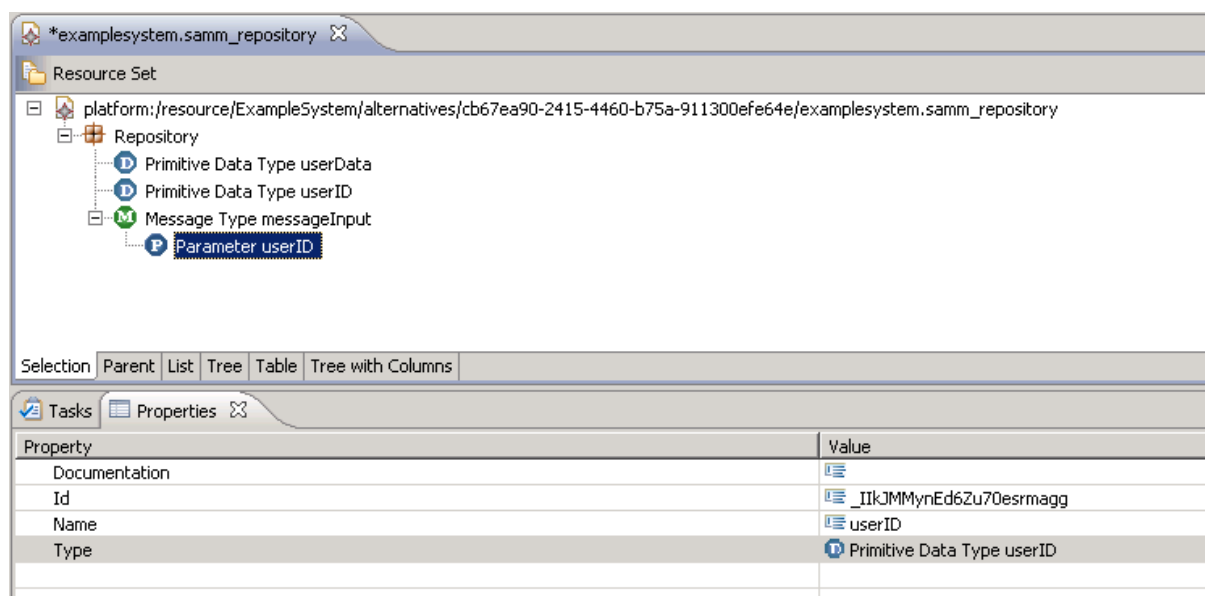 *examplesystem.samm_repository
Resource Set
platform:/resource/ExampleSystem/alternatives/cb67ea90-2415-4460-b75a-911300efe64e/examplesystem.samm_repository
Repository
D Primitive Data Type userData
D Primitive Data Type userID
M Message Type messageInput
P Parameter userID
Selection Parent List Tree Table Tree with Columns
Tasks Properties
Property Value
Documentation
Id _IIkJMMynEd6Zu70esrmagg
Name userID
Type D Primitive Data Type userID